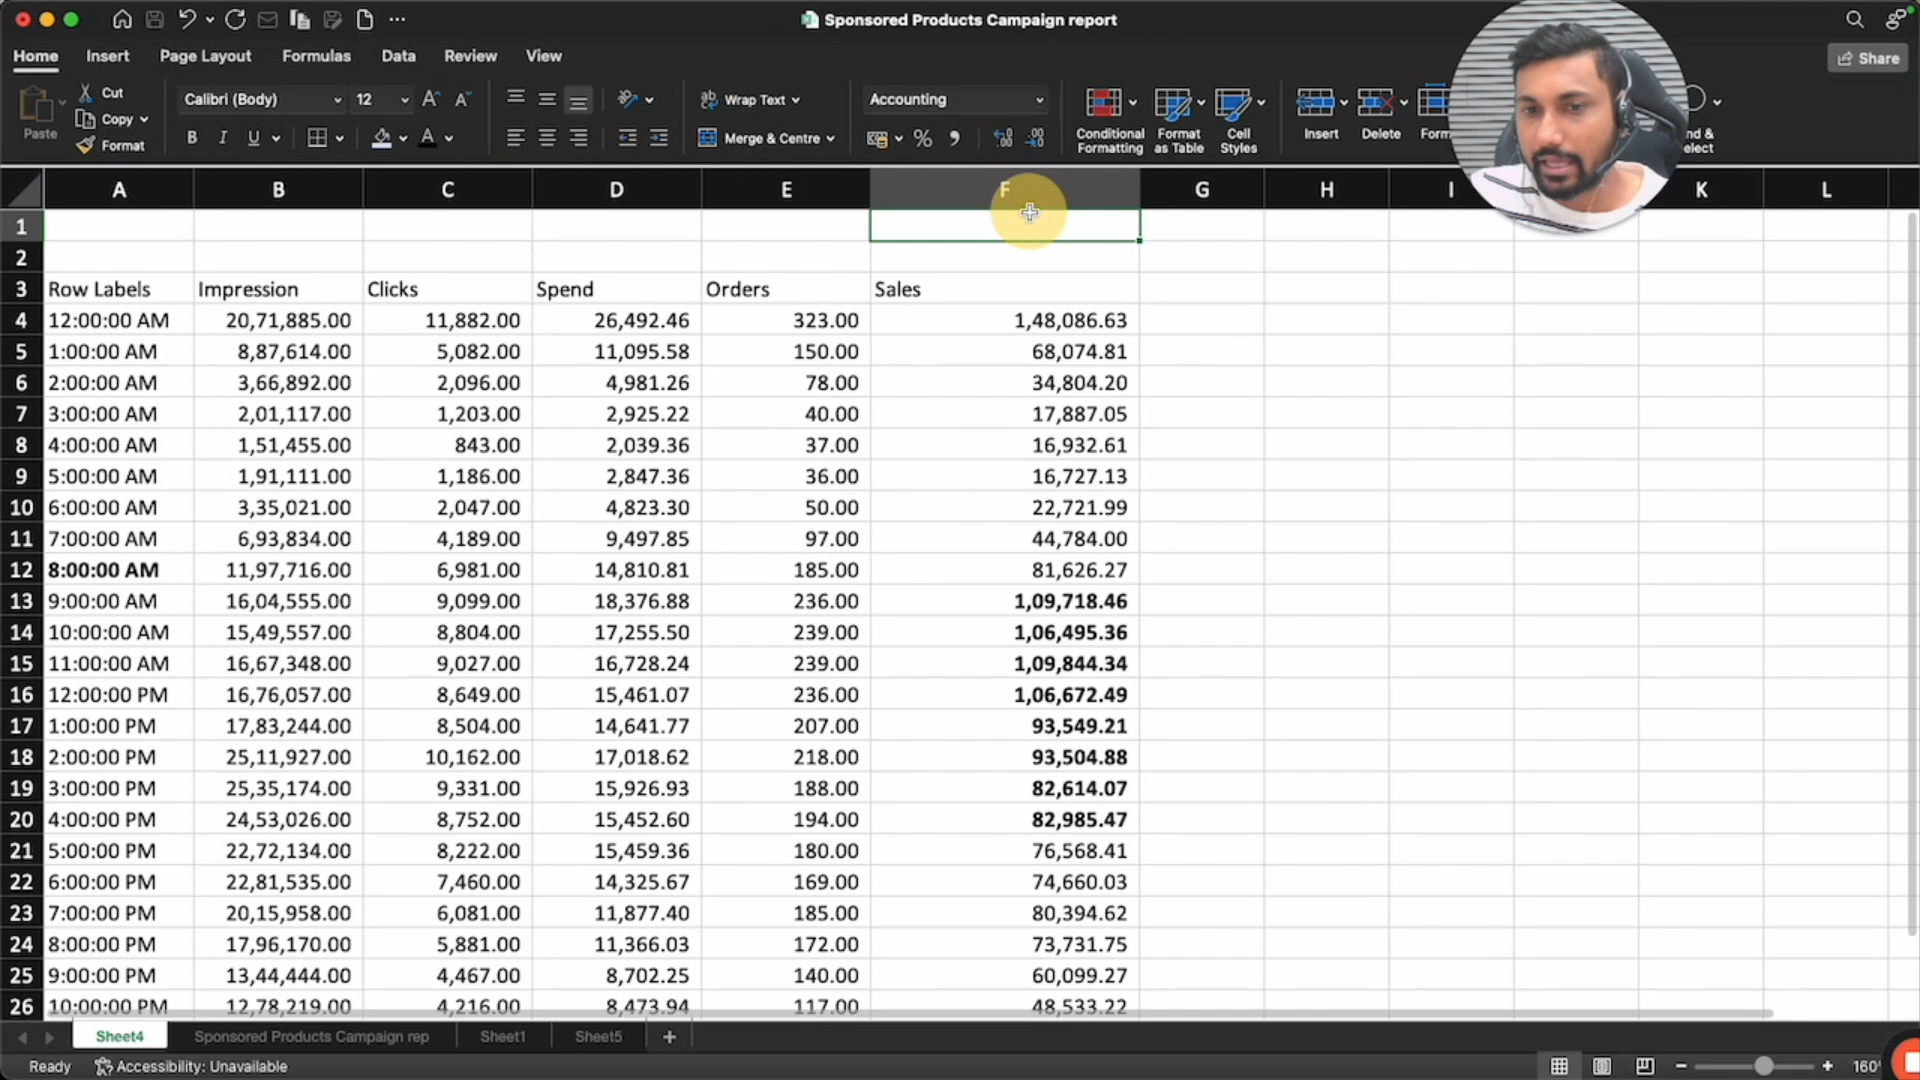 Sponsored Products Campaign report
Home Insert Page Layout Formulas Data Review View Share
Paste Cut Copy Format
Calibri (Body) 12
B I U A
Wrap Text
Merge & Centre
Accounting
%
Conditional Formatting
Format as Table
Cell Styles
Insert Delete
A B C D E F G H I K L
1
2
3 Row Labels Impression Clicks Spend Orders Sales
4 12:00:00 AM 20,71,885.00 11,882.00 26,492.46 323.00 1,48,086.63
5 1:00:00 AM 8,87,614.00 5,082.00 11,095.58 150.00 68,074.81
6 2:00:00 AM 3,66,892.00 2,096.00 4,981.26 78.00 34,804.20
7 3:00:00 AM 2,01,117.00 1,203.00 2,925.22 40.00 17,887.05
8 4:00:00 AM 1,51,455.00 843.00 2,039.36 37.00 16,932.61
9 5:00:00 AM 1,91,111.00 1,186.00 2,847.36 36.00 16,727.13
10 6:00:00 AM 3,35,021.00 2,047.00 4,823.30 50.00 22,721.99
11 7:00:00 AM 6,93,834.00 4,189.00 9,497.85 97.00 44,784.00
12 8:00:00 AM 11,97,716.00 6,981.00 14,810.81 185.00 81,626.27
13 9:00:00 AM 16,04,555.00 9,099.00 18,376.88 236.00 1,09,718.46
14 10:00:00 AM 15,49,557.00 8,804.00 17,255.50 239.00 1,06,495.36
15 11:00:00 AM 16,67,348.00 9,027.00 16,728.24 239.00 1,09,844.34
16 12:00:00 PM 16,76,057.00 8,649.00 15,461.07 236.00 1,06,672.49
17 1:00:00 PM 17,83,244.00 8,504.00 14,641.77 207.00 93,549.21
18 2:00:00 PM 25,11,927.00 10,162.00 17,018.62 218.00 93,504.88
19 3:00:00 PM 25,35,174.00 9,331.00 15,926.93 188.00 82,614.07
20 4:00:00 PM 24,53,026.00 8,752.00 15,452.60 194.00 82,985.47
21 5:00:00 PM 22,72,134.00 8,222.00 15,459.36 180.00 76,568.41
22 6:00:00 PM 22,81,535.00 7,460.00 14,325.67 169.00 74,660.03
23 7:00:00 PM 20,15,958.00 6,081.00 11,877.40 185.00 80,394.62
24 8:00:00 PM 17,96,170.00 5,881.00 11,366.03 172.00 73,731.75
25 9:00:00 PM 13,44,444.00 4,467.00 8,702.25 140.00 60,099.27
26 10:00:00 PM 12,78,219.00 4,216.00 8,473.94 117.00 48,533.22
Sheet4 Sponsored Products Campaign rep Sheet1 Sheet5 +
Ready Accessibility: Unavailable